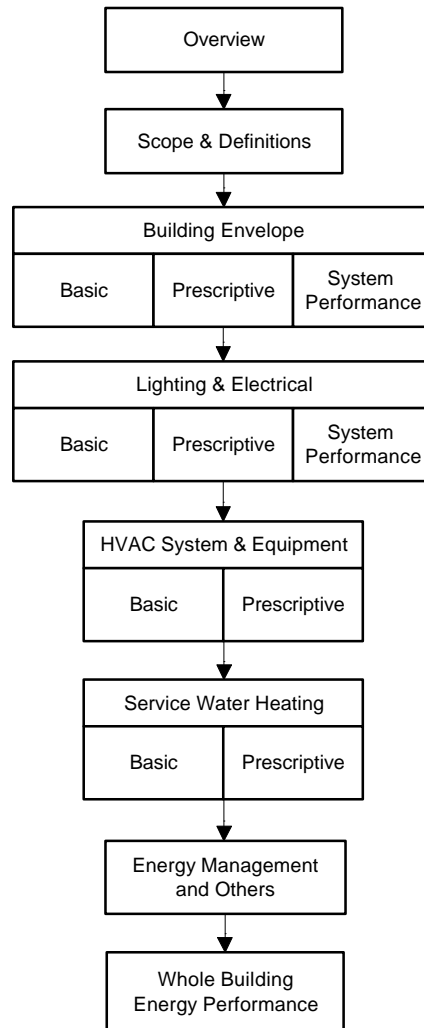 Overview
Scope & Definitions
Building Envelope
Basic
Prescriptive
System
Performance
Lighting & Electrical
Basic
Prescriptive
System
Performance
HVAC System & Equipment
Basic
Prescriptive
Service Water Heating
Basic
Prescriptive
Energy Management
and Others
Whole Building
Energy Performance